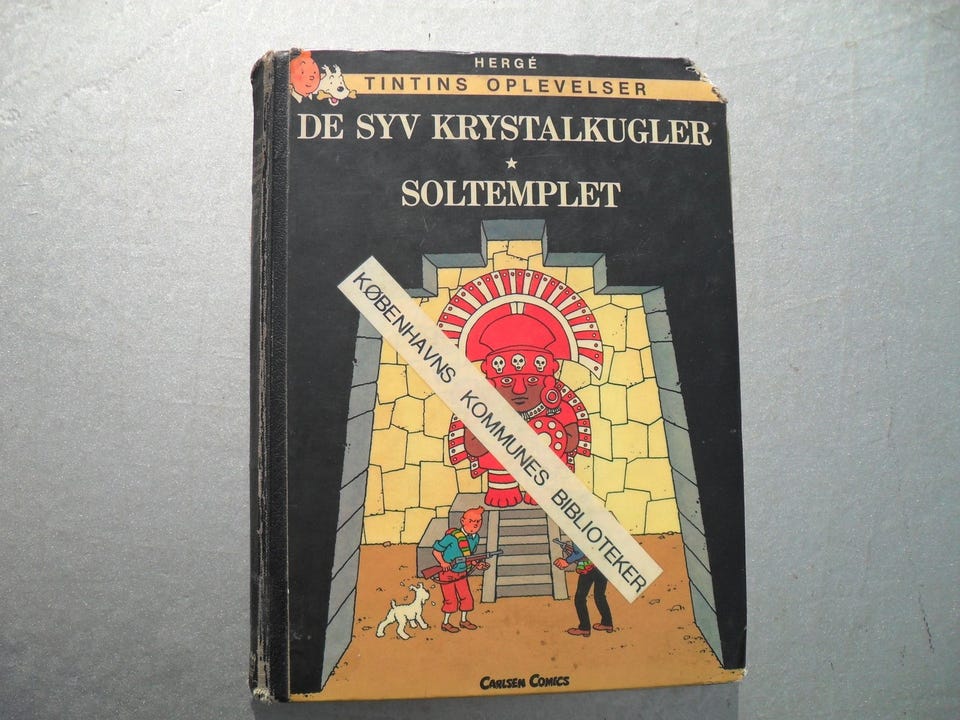 HERGÉ
TINTINS OPLEVELSER
DE SYV KRYSTALKUGLER
SOLTEMPLET
KØBENHAVNS KOMMUNES BIBLIOTEKER
CARLSEN COMICS